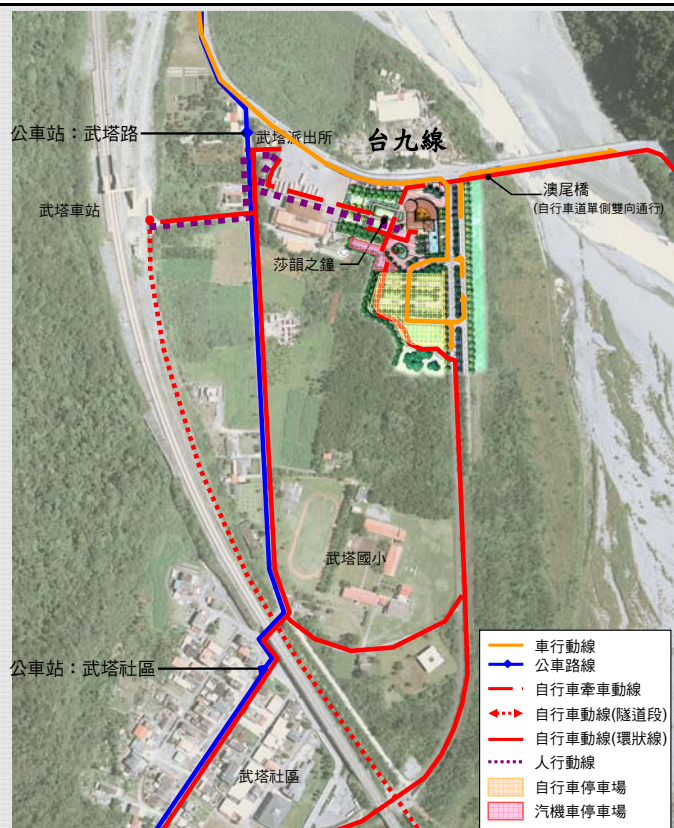 公車站：武塔路
武塔派出所
台九線
武塔車站
澳尾橋
(自行車道單側雙向通行)
莎韻之鐘
武塔國小
公車站：武塔社區
武塔社區
車行動線
公車路線
自行車牽車動線
自行車動線(隧道段)
自行車動線(環狀線)
人行動線
自行車停車場
汽機車停車場